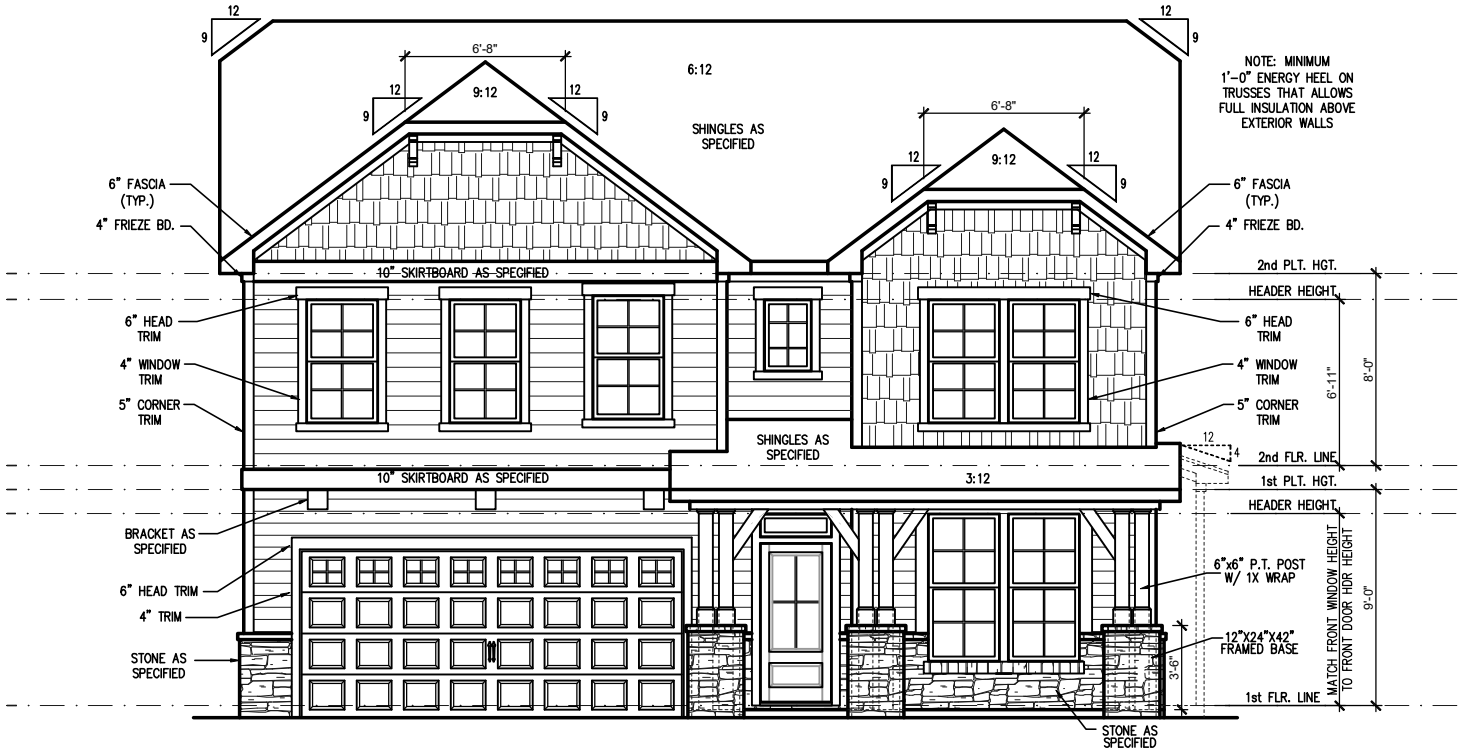 12
9
12
9
6'-8"
12
9:12
12
9
9
6:12
SHINGLES AS
SPECIFIED
NOTE: MINIMUM
1'-0" ENERGY HEEL ON
TRUSSES THAT ALLOWS
FULL INSULATION ABOVE
EXTERIOR WALLS
6'-8"
12
9:12
12
9
9
6" FASCIA
(TYP.)
4" FRIEZE BD.
6" FASCIA
(TYP.)
4" FRIEZE BD.
10" SKIRTBOARD AS SPECIFIED
2nd PLT. HGT.
HEADER HEIGHT
6" HEAD
TRIM
4" WINDOW
TRIM
5" CORNER
TRIM
6" HEAD
TRIM
4" WINDOW
TRIM
5" CORNER
TRIM
6'-11"
8'-0"
SHINGLES AS
SPECIFIED
12
4
2nd FLR. LINE
10" SKIRTBOARD AS SPECIFIED
3:12
1st PLT. HGT.
HEADER HEIGHT
BRACKET AS
SPECIFIED
6" HEAD TRIM
4" TRIM
STONE AS
SPECIFIED
6"x6" P.T. POST
W/ 1X WRAP
12"X24"X42"
FRAMED BASE
3'-6"
MATCH FRONT WINDOW HEIGHT
TO FRONT DOOR HDR HEIGHT
9'-0"
1st FLR. LINE
STONE AS
SPECIFIED